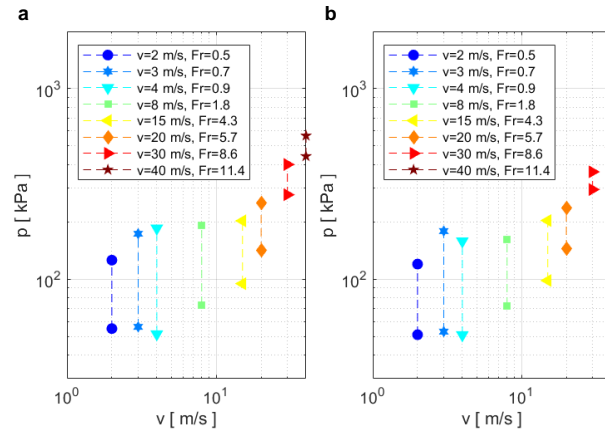 a
b
v=2 m/s, Fr=0.5
v=3 m/s, Fr=0.7
v=4 m/s, Fr=0.9
v=8 m/s, Fr=1.8
v=15 m/s, Fr=4.3
v=20 m/s, Fr=5.7
v=30 m/s, Fr=8.6
v=40 m/s, Fr=11.4
10³
10²
p [ kPa]
10⁰
10¹
v [ m/s]
v=2 m/s, Fr=0.5
v=3 m/s, Fr=0.7
v=4 m/s, Fr=0.9
v=8 m/s, Fr=1.8
v=15 m/s, Fr=4.3
v=20 m/s, Fr=5.7
v=30 m/s, Fr=8.6
v=40 m/s, Fr=11.4
10³
10²
p [ kPa]
10⁰
10¹
v [ m/s]